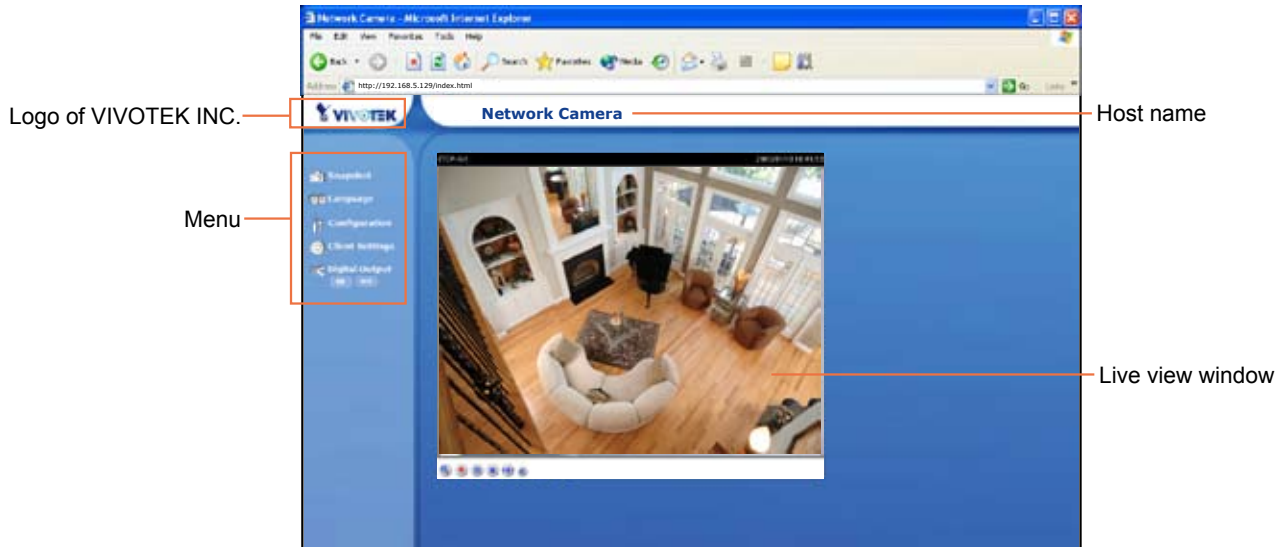 Network Camera - Microsoft Internet Explorer
File Edit View Favorites Tools Help
Back Search Favorites Media
Address http://192.168.5.129/index.html Go Links
Logo of VIVOTEK INC.
VIVOTEK
Network Camera
Host name
Menu
Snapshot
Language
Configuration
Client Settings
Digital Output
Live view window